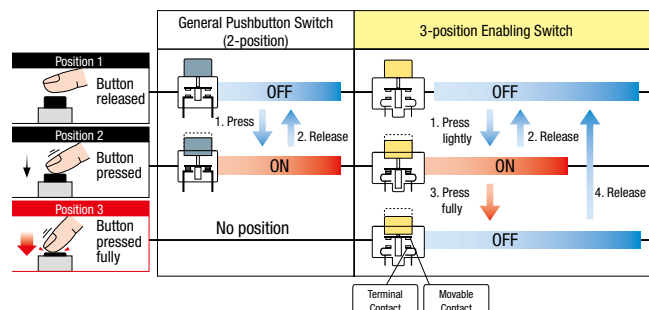 General Pushbutton Switch
(2-position)
3-position Enabling Switch
Position 1
Button
released
OFF
OFF
1. Press
2. Release
1. Press
lightly
2. Release
Position 2
Button
pressed
ON
ON
3. Press
fully
4. Release
Position 3
Button
pressed
fully
No position
OFF
Terminal
Contact
Movable
Contact